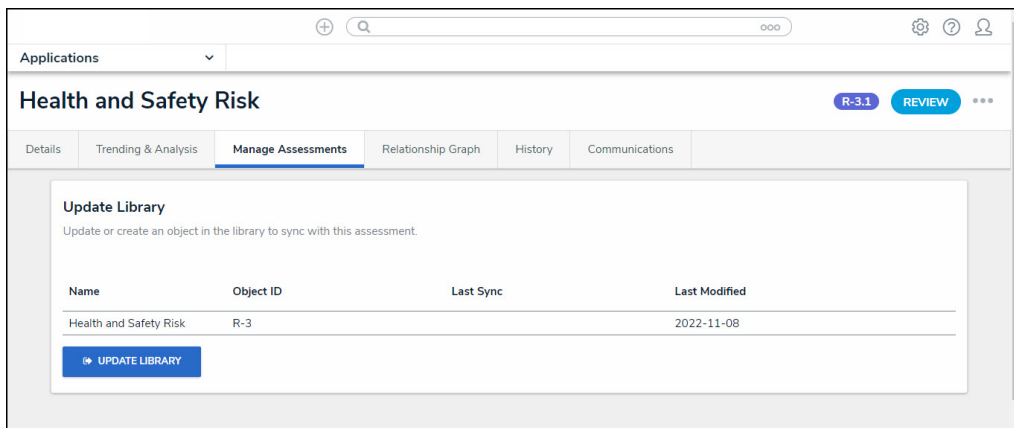 ooo
Applications
Health and Safety Risk R-3.1 REVIEW
Details Trending & Analysis Manage Assessments Relationship Graph History Communications
Update Library
Update or create an object in the library to sync with this assessment.
Name Object ID Last Sync Last Modified
Health and Safety Risk R-3 2022-11-08
UPDATE LIBRARY